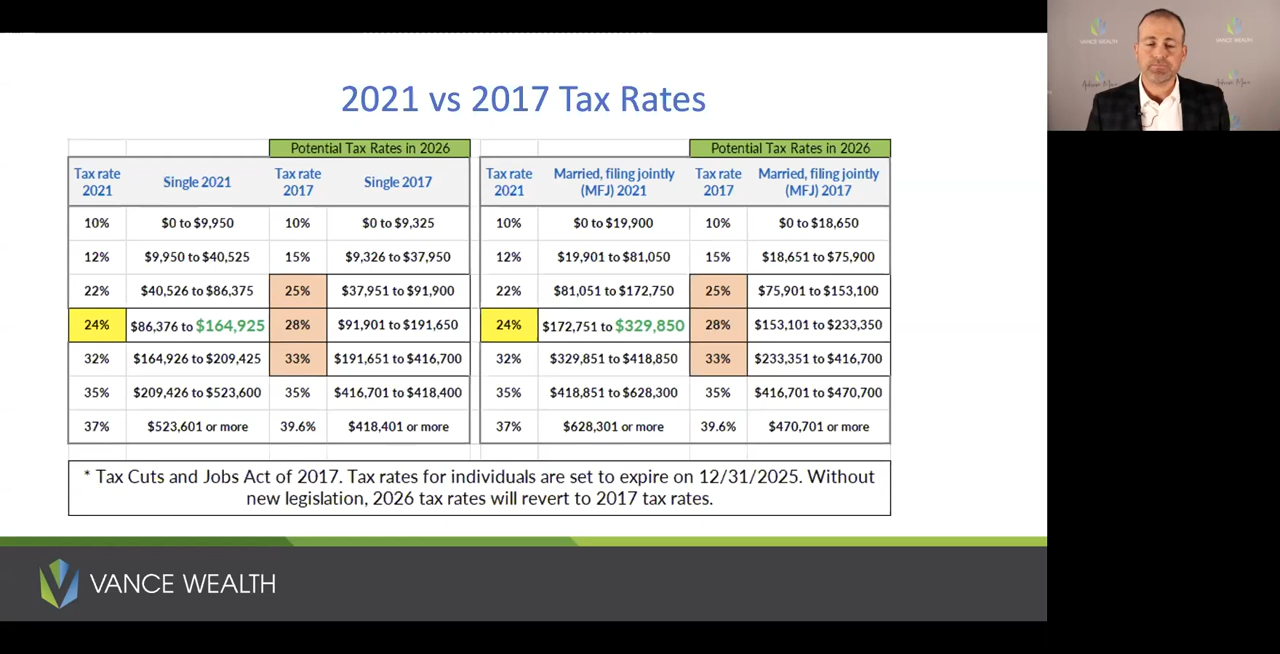 2021 vs 2017 Tax Rates
Potential Tax Rates in 2026 Potential Tax Rates in 2026
Tax rate 2021 Single 2021 Tax rate 2017 Single 2017 Tax rate 2021 Married, filing jointly (MFJ) 2021 Tax rate 2017 Married, filing jointly (MFJ) 2017
10% $0 to $9,950 10% $0 to $9,325 10% $0 to $19,900 10% $0 to $18,650
12% $9,950 to $40,525 15% $9,326 to $37,950 12% $19,901 to $81,050 15% $18,651 to $75,900
22% $40,526 to $86,375 25% $37,951 to $91,900 22% $81,051 to $172,750 25% $75,901 to $153,100
24% $86,376 to $164,925 28% $91,901 to $191,650 24% $172,751 to $329,850 28% $153,101 to $233,350
32% $164,926 to $209,425 33% $191,651 to $416,700 32% $329,851 to $418,850 33% $233,351 to $416,700
35% $209,426 to $523,600 35% $416,701 to $418,400 35% $418,851 to $628,300 35% $416,701 to $470,700
37% $523,601 or more 39.6% $418,401 or more 37% $628,301 or more 39.6% $470,701 or more
* Tax Cuts and Jobs Act of 2017. Tax rates for individuals are set to expire on 12/31/2025. Without
new legislation, 2026 tax rates will revert to 2017 tax rates.
VANCE WEALTH
VANCE WEALTH VANCE WEALTH